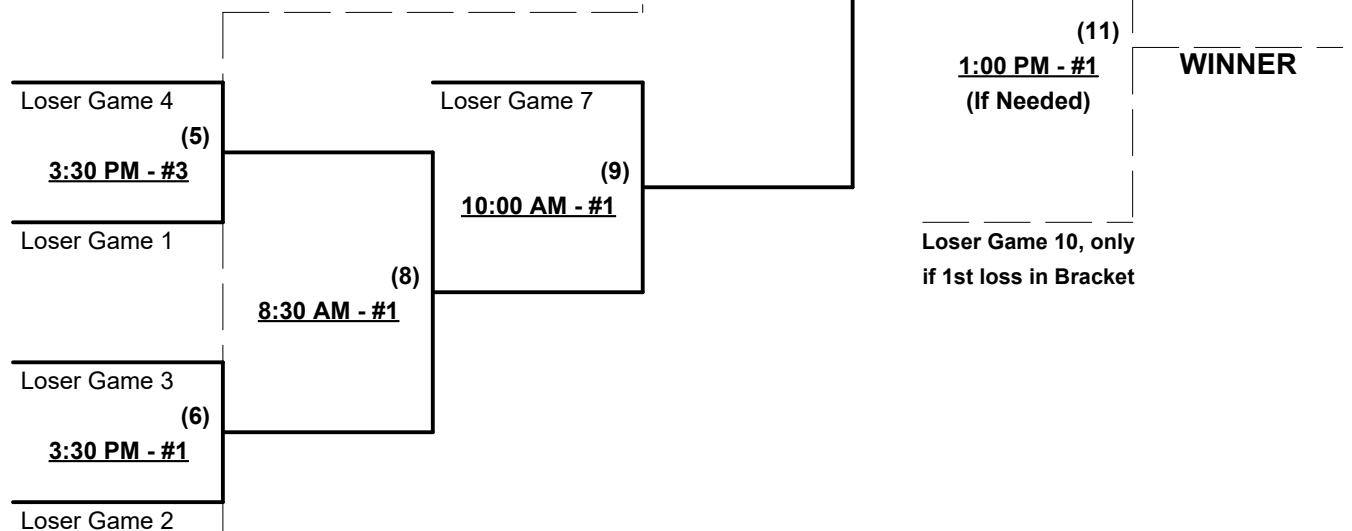 (11)
1:00 PM - #1
WINNER
(If Needed)
Loser Game 4
(5)
3:30 PM - #3
Loser Game 1
Loser Game 7
(9)
10:00 AM - #1
Loser Game 10, only
if 1st loss in Bracket
(8)
8:30 AM - #1
Loser Game 3
(6)
3:30 PM - #1
Loser Game 2